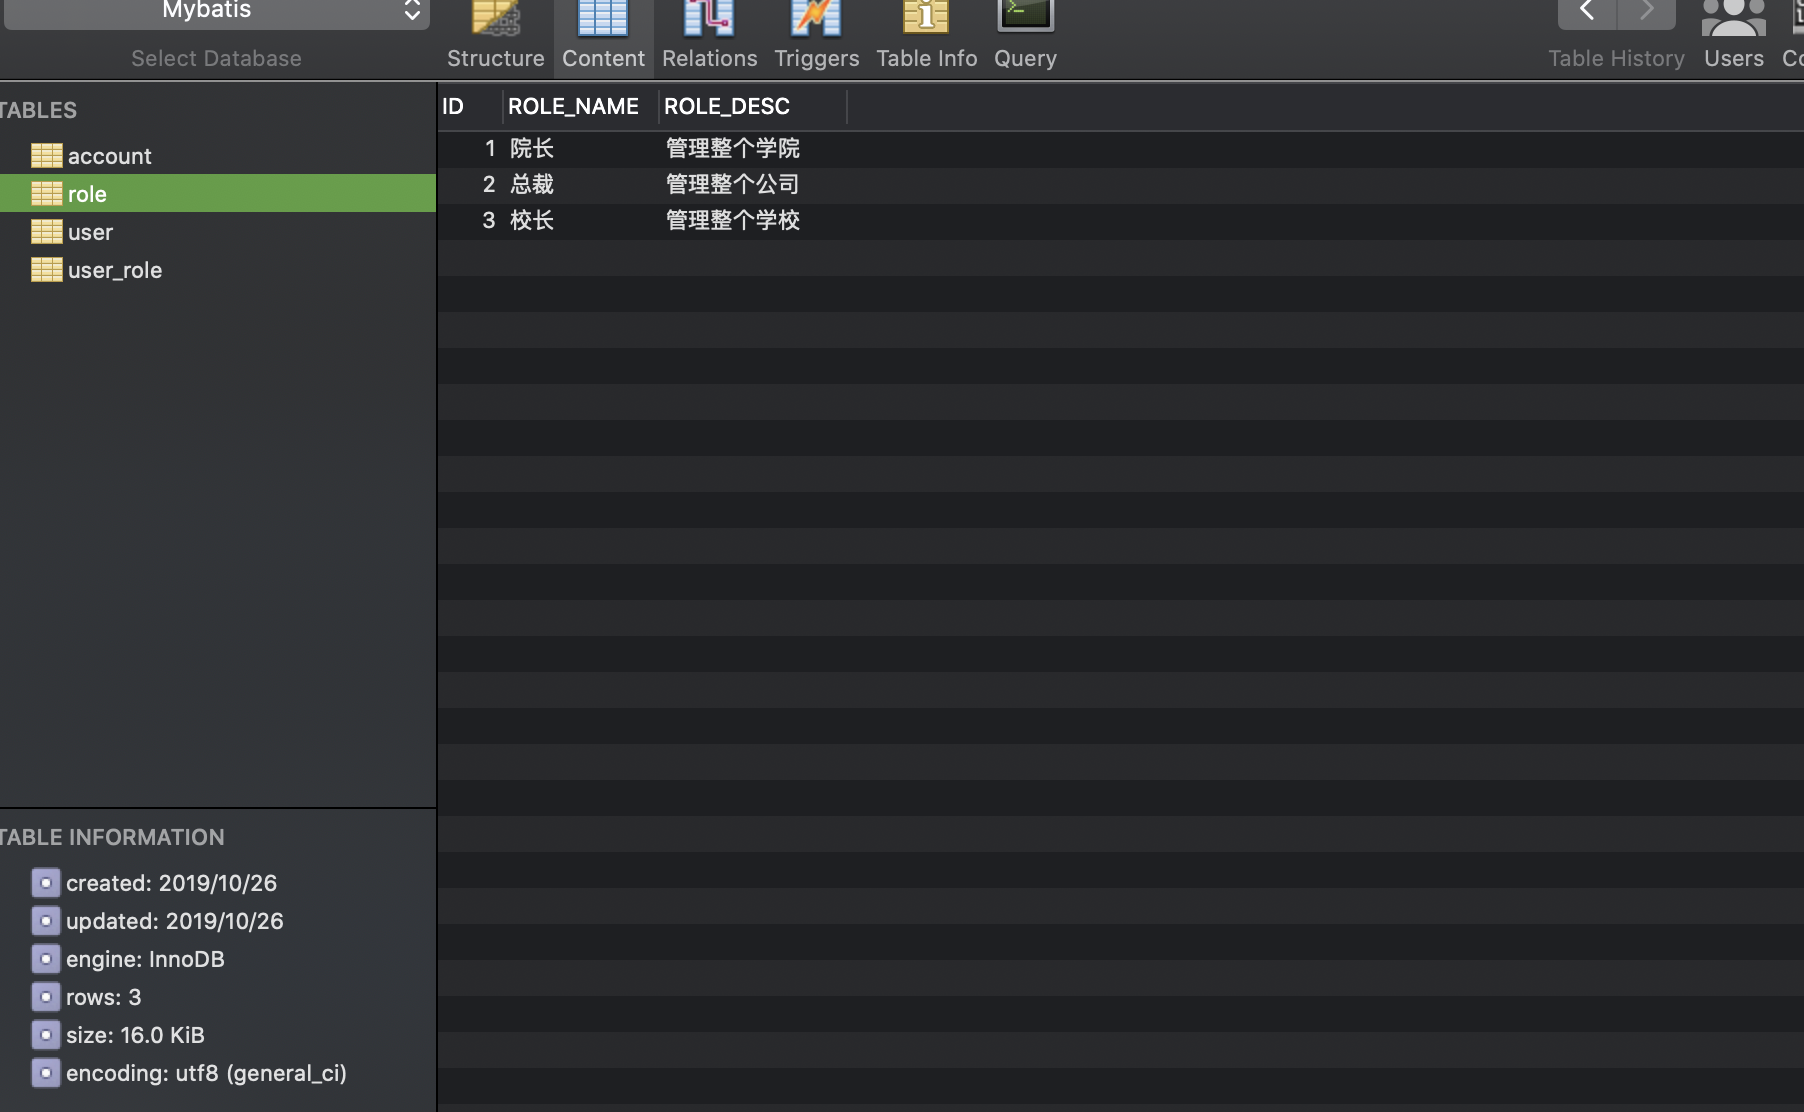 Mybatis
Select Database
Structure
Content
Relations
Triggers
Table Info
Query
Table History
Users
TABLES
account
role
user
user_role
ID ROLE_NAME ROLE_DESC
1 院长 管理整个学院
2 总裁 管理整个公司
3 校长 管理整个学校
TABLE INFORMATION
created: 2019/10/26
updated: 2019/10/26
engine: InnoDB
rows: 3
size: 16.0 KiB
encoding: utf8 (general_ci)